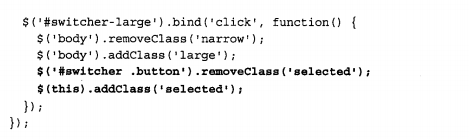 $('#switcher-large').bind('click', function() {
$('body').removeClass('narrow');
$('body').addClass('large');
$('#switcher .button').removeClass('selected');
$(this).addClass('selected');
});
});